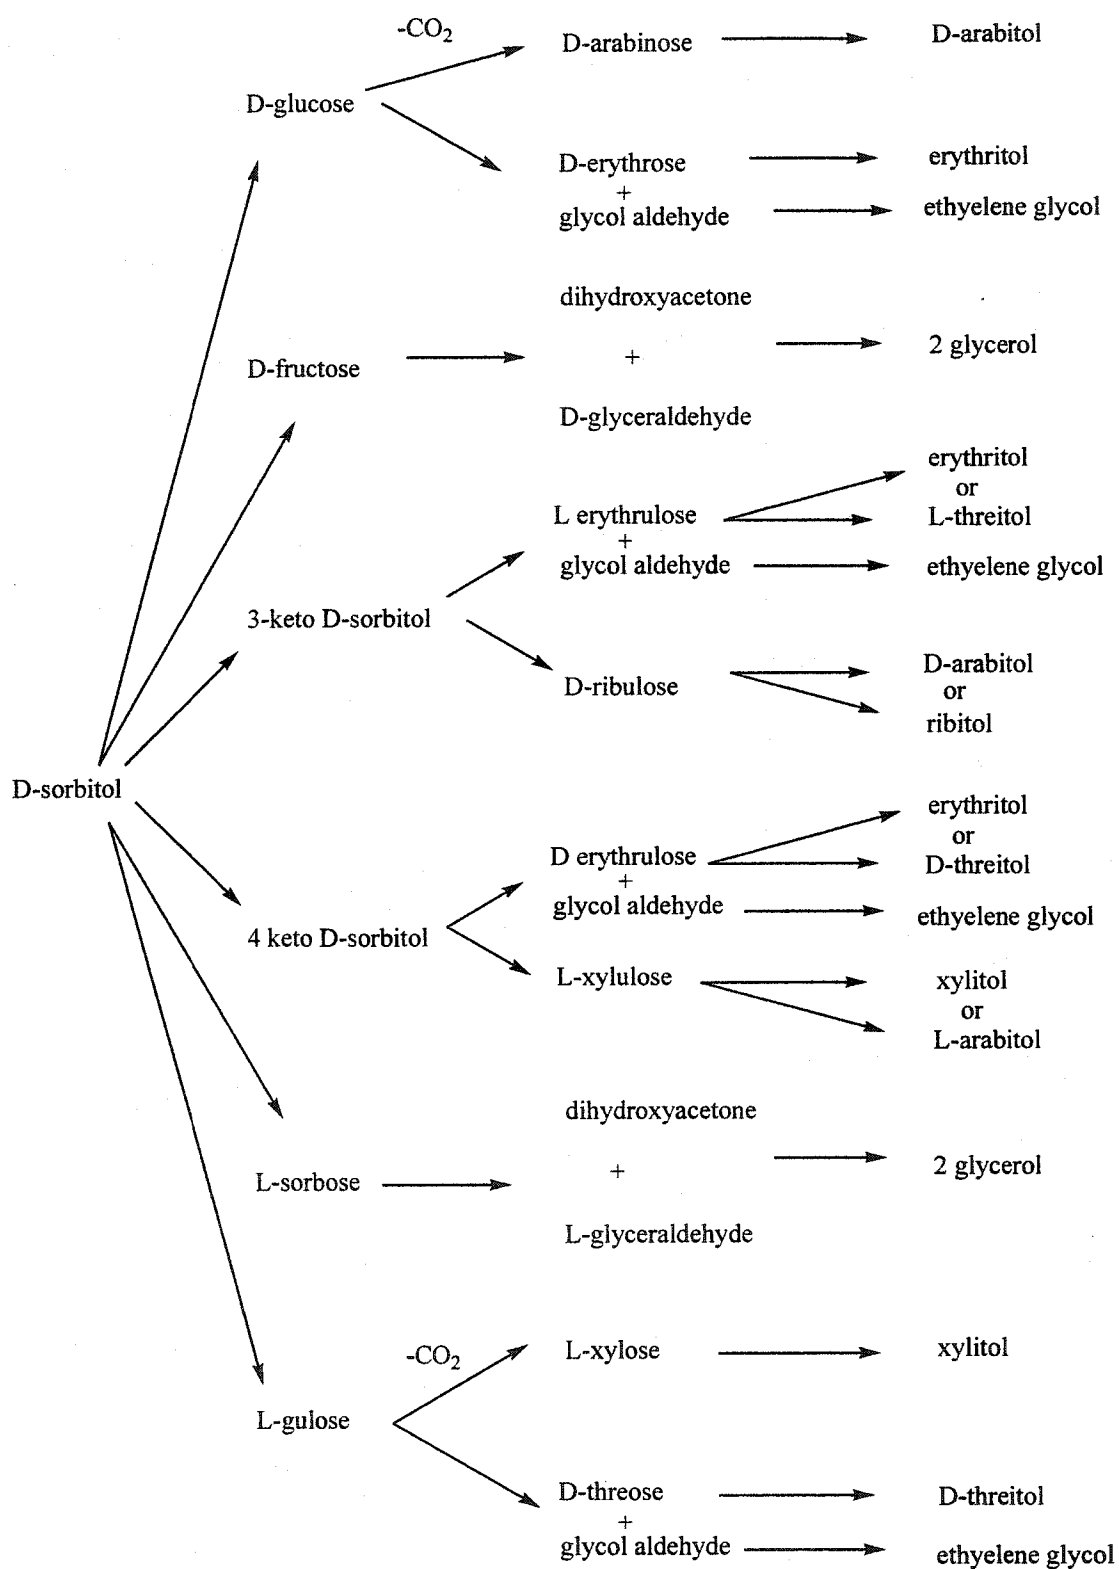 -CO2
D-arabinose
D-arabitol
D-glucose
D-erythrose
erythritol
+
glycol aldehyde
ethyelene glycol
dihydroxyacetone
D-fructose
+
2 glycerol
D-glyceraldehyde
erythritol
or
L erythrulose
L-threitol
+
glycol aldehyde
ethyelene glycol
3-keto D-sorbitol
D-ribulose
D-arabitol
or
ribitol
D-sorbitol
erythritol
or
D erythrulose
D-threitol
+
glycol aldehyde
ethyelene glycol
4 keto D-sorbitol
L-xylulose
xylitol
or
L-arabitol
dihydroxyacetone
L-sorbose
+
2 glycerol
L-glyceraldehyde
-CO2
L-xylose
xylitol
L-gulose
D-threose
D-threitol
+
glycol aldehyde
ethyelene glycol